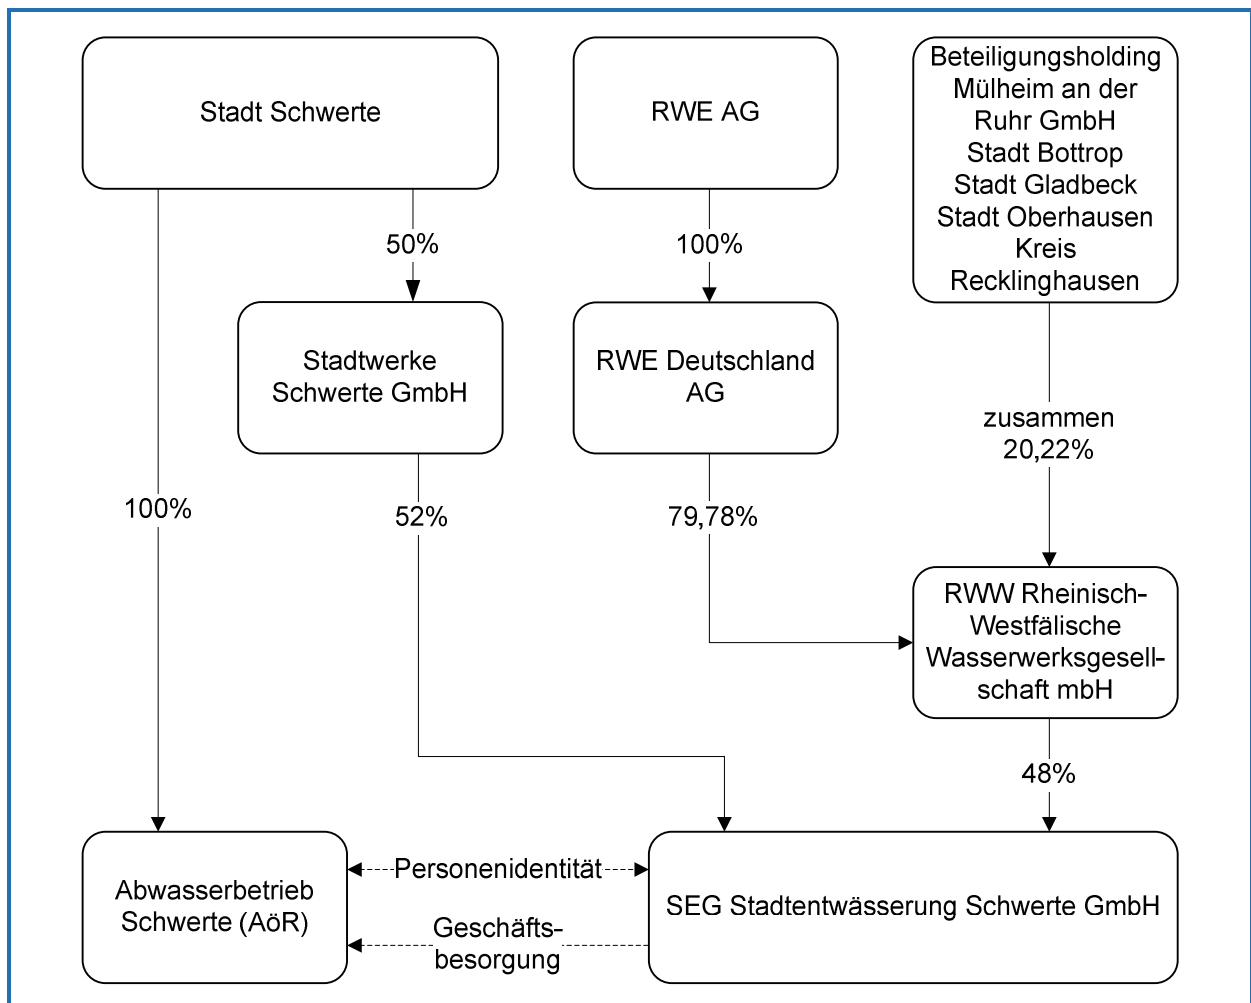 Stadt Schwerte
RWE AG
Beteiligungsholding
Mülheim an der
Ruhr GmbH
Stadt Bottrop
Stadt Gladbeck
Stadt Oberhausen
Kreis
Recklinghausen
50%
100%
Stadtwerke
Schwerte GmbH
RWE Deutschland
AG
zusammen
20,22%
100%
52%
79,78%
RWW Rheinisch-
Westfälische
Wasserwerksgesell-
schaft mbH
48%
Abwasserbetrieb
Schwerte (AöR)
Personenidentität
Geschäfts-
besorgung
SEG Stadtentwässerung Schwerte GmbH